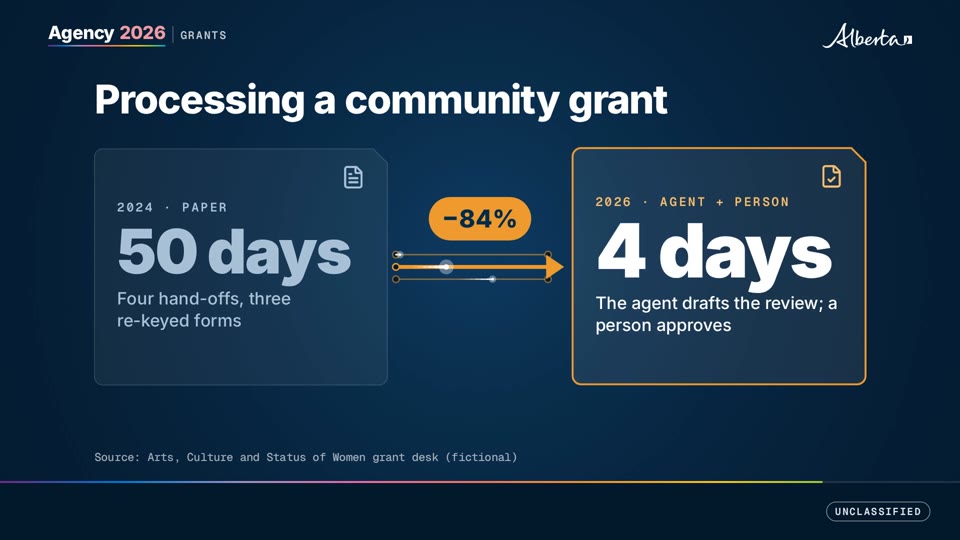 Agency 2026 GRANTS
Alberta
Processing a community grant
2024 · PAPER
50 days
Four hand-offs, three
re-keyed forms
−84%
2026 · AGENT + PERSON
4 days
The agent drafts the review; a
person approves
Source: Arts, Culture and Status of Women grant desk (fictional)
UNCLASSIFIED